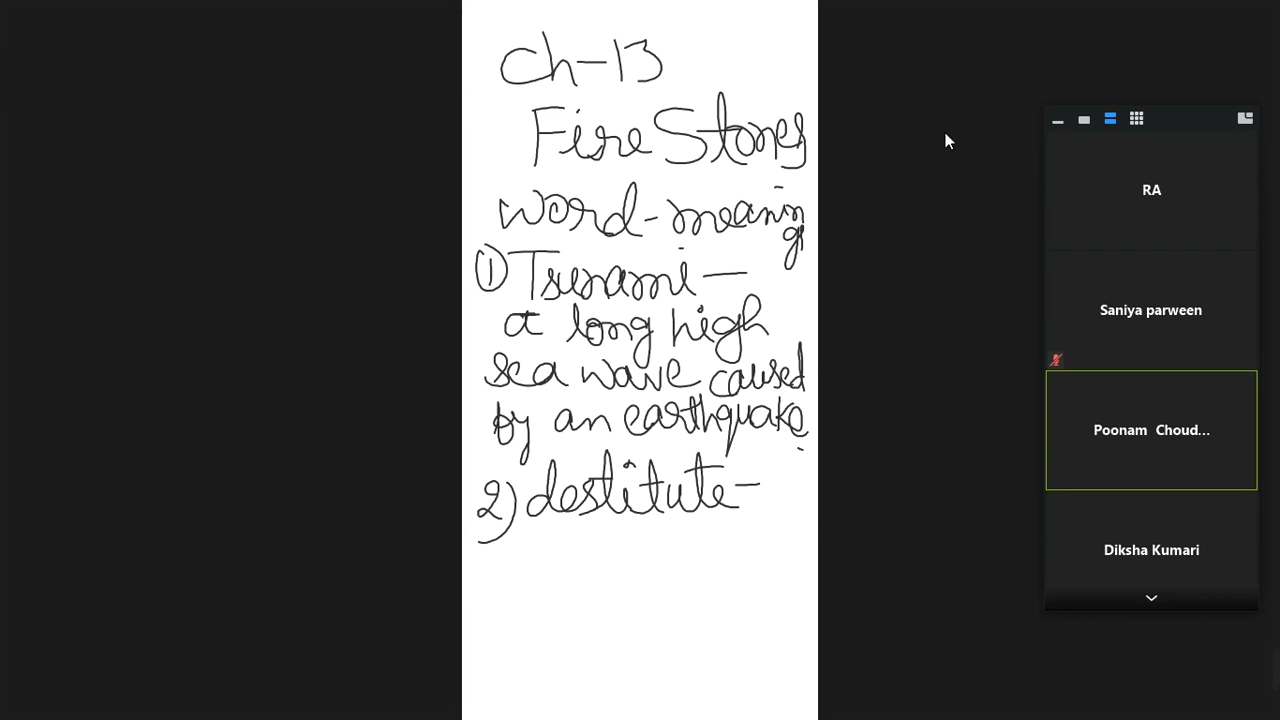 Ch-13
Fire Stones
word-meaning
① Tsunami —
a long high
sea wave caused
by an earthquake.
2) destitute -
RA
Saniya parween
Poonam Choud...
Diksha Kumari